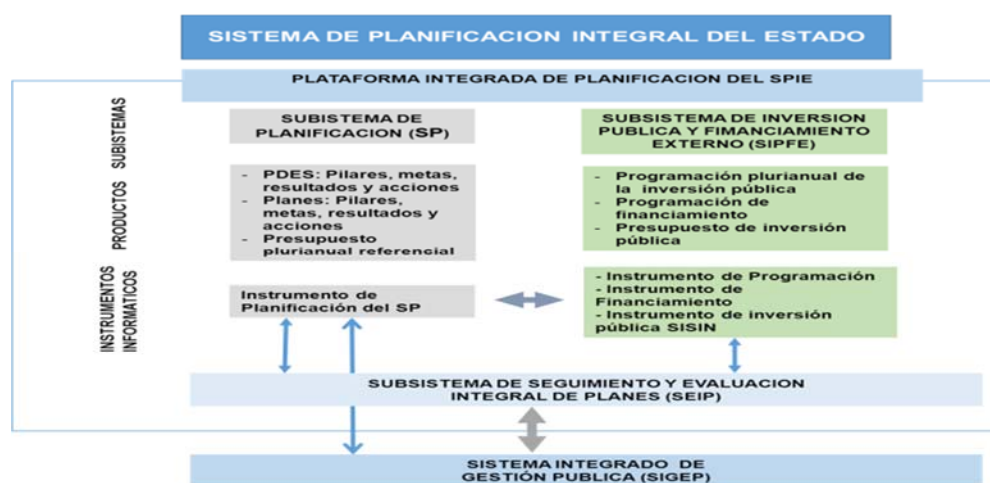 SISTEMA DE PLANIFICACION INTEGRAL DEL ESTADO
PLATAFORMA INTEGRADA DE PLANIFICACION DEL SPIE
SUBSISTEMAS
SUBISTEMA DE
PLANIFICACION (SP)
SUBSISTEMA DE INVERSION
PUBLICA Y FIMANCIAMIENTO
EXTERNO (SIPFE)
PRODUCTOS
- PDES: Pilares, metas,
resultados y acciones
- Planes: Pilares,
metas, resultados y
acciones
- Presupuesto
plurianual referencial
- Programación plurianual de
la inversión pública
- Programación de
financiamiento
- Presupuesto de inversión
pública
INSTRUMENTOS
INFORMATICOS
Instrumento de
Planificación del SP
- Instrumento de Programación
- Instrumento de
Financiamiento
- Instrumento de inversión
pública SISIN
SUBSISTEMA DE SEGUIMIENTO Y EVALUACION
INTEGRAL DE PLANES (SEIP)
SISTEMA INTEGRADO DE
GESTIÓN PUBLICA (SIGEP)